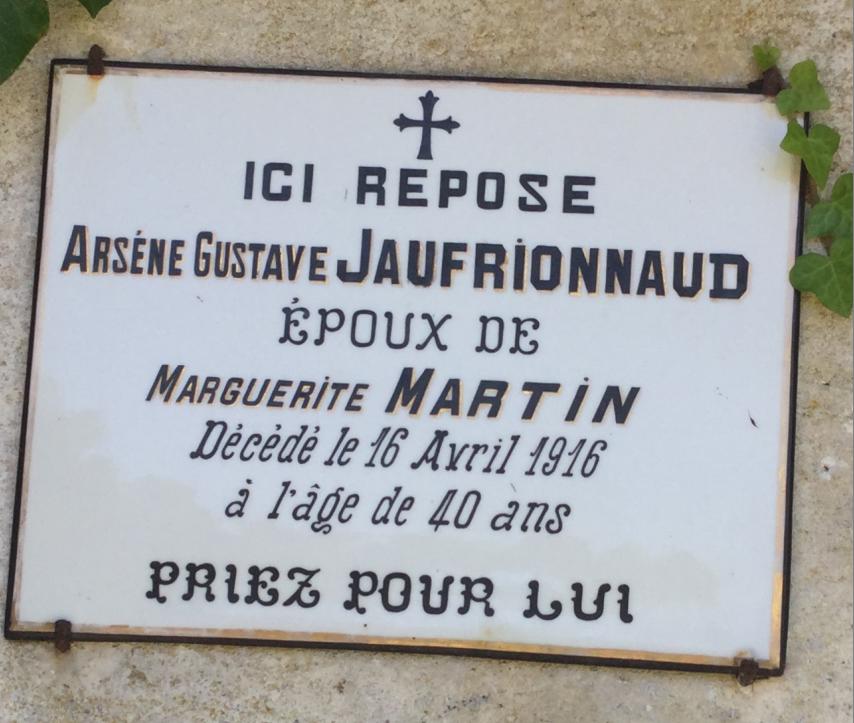 ICI REPOSE
ARSÉNE GUSTAVE JAUFRIONNAUD
ÉPOUX DE
MARGUERITE MARTIN
Décédé le 16 Avril 1916
à l'âge de 40 ans
PRIEZ POUR LUI